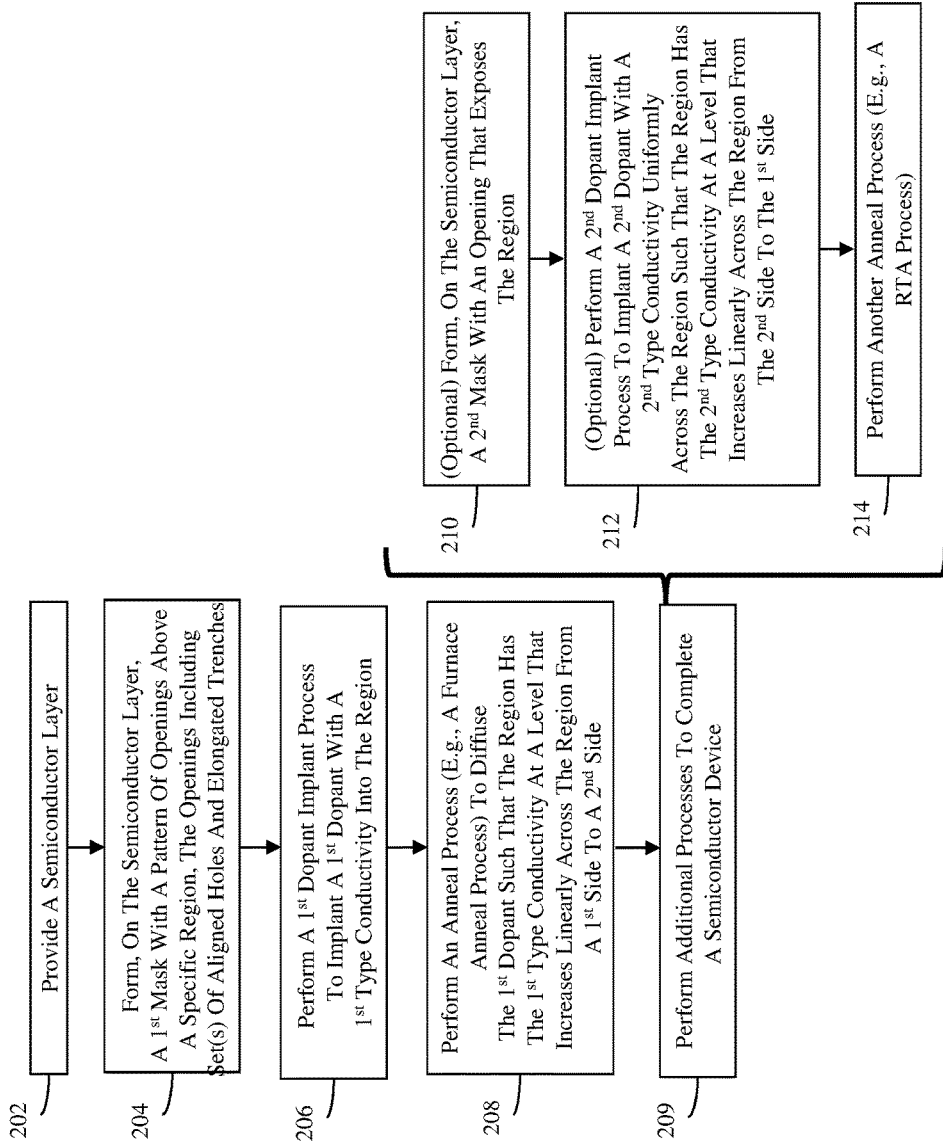 202
Provide A Semiconductor Layer
204
Form, On The Semiconductor Layer,
A 1st Mask With A Pattern Of Openings Above
A Specific Region, The Openings Including
Set(s) Of Aligned Holes And Elongated Trenches
206
Perform A 1st Dopant Implant Process
To Implant A 1st Dopant With A
1st Type Conductivity Into The Region
208
Perform An Anneal Process (E.g., A Furnace
Anneal Process) To Diffuse
The 1st Dopant Such That The Region Has
The 1st Type Conductivity At A Level That
Increases Linearly Across The Region From
A 1st Side To A 2nd Side
209
Perform Additional Processes To Complete
A Semiconductor Device
210
(Optional) Form, On The Semiconductor Layer,
A 2nd Mask With An Opening That Exposes
The Region
212
(Optional) Perform A 2nd Dopant Implant
Process To Implant A 2nd Dopant With A
2nd Type Conductivity Uniformly
Across The Region Such That The Region Has
The 2nd Type Conductivity At A Level That
Increases Linearly Across The Region From
The 2nd Side To The 1st Side
214
Perform Another Anneal Process (E.g., A
RTA Process)